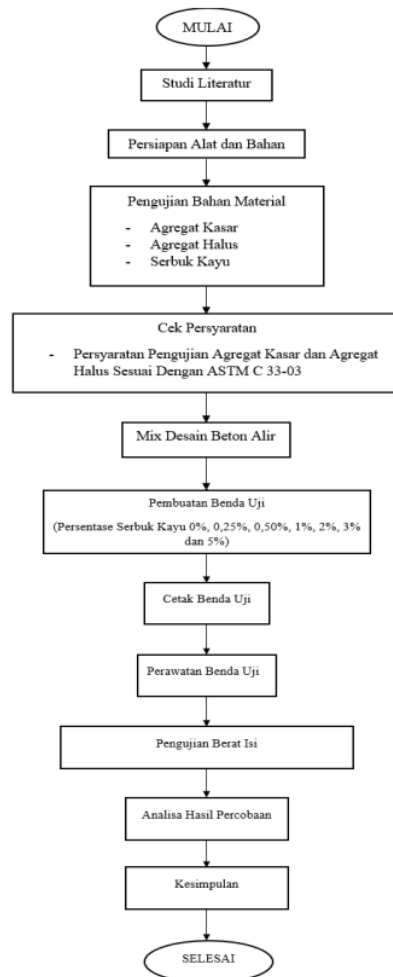 MULAI
Studi Literatur
Persiapan Alat dan Bahan
Pengujian Bahan Material
- Agregat Kasar
- Agregat Halus
- Serbuk Kayu
Cek Persyaratan
- Persyaratan Pengujian Agregat Kasar dan Agregat
Halus Sesuai Dengan ASTM C 33-03
Mix Desain Beton Alir
Pembuatan Benda Uji
(Persentase Serbuk Kayu 0%, 0,25%, 0,50%, 1%, 2%, 3%
dan 5%)
Cetak Benda Uji
Perawatan Benda Uji
Pengujian Berat Isi
Analisa Hasil Percobaan
Kesimpulan
SELESAI